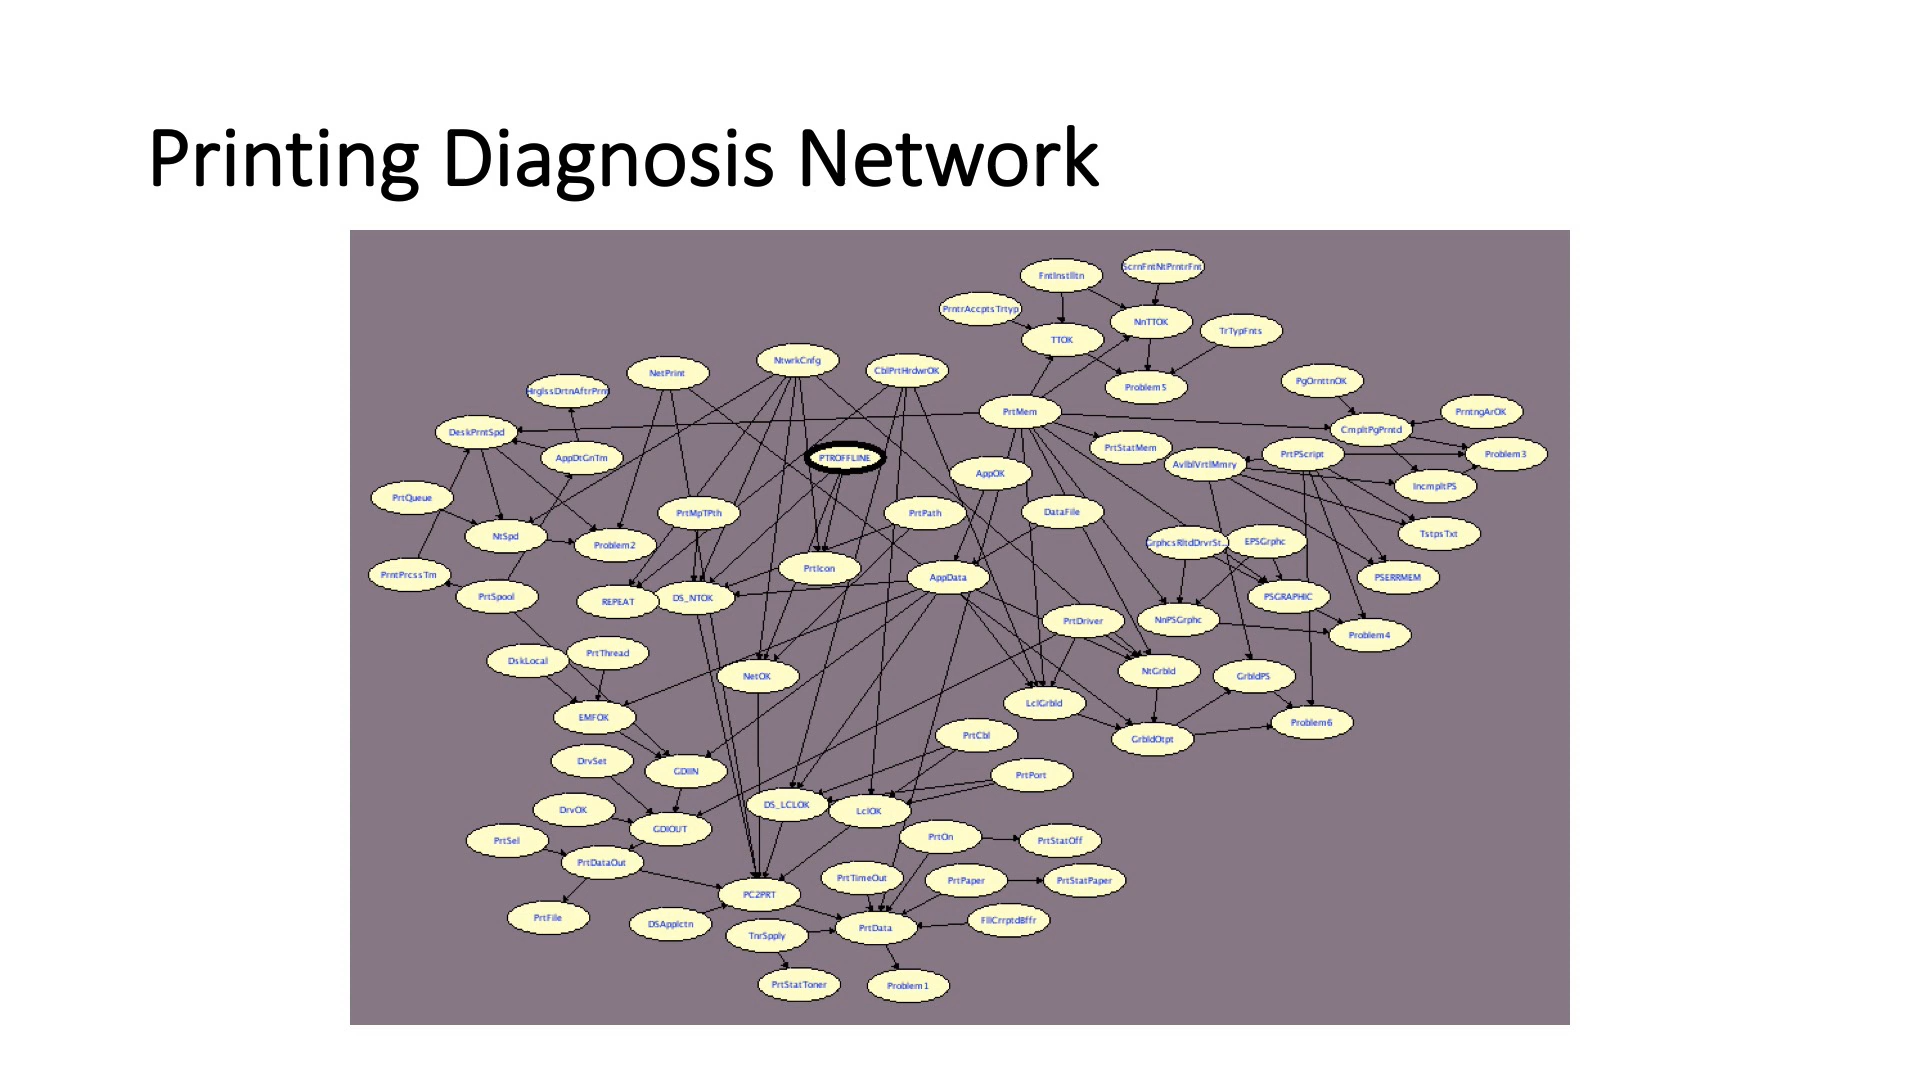 Printing Diagnosis Network
FntInstlltn
ScrnFntNtPrntrFnt
PrntrAccptsTrtyp
NnTTOK
TrTypFnts
TTOK
NtwrkCnfg
CblPrtHrdwrOK
NetPrint
HrglssDrtnAftrPrnt
Problem5
PgOrnttnOK
PrtMem
PrntngArOK
DeskPrntSpd
CmpltPgPrntd
PrtStatMem
AppDtGnTm
PTROFFLINE
AvlblVrtlMmry
PrtPScript
Problem3
AppOK
IncmpltPS
PrtQueue
PrtMpTPth
PrtPath
DataFile
NtSpd
Problem2
TstpsTxt
GrphcsRltdDrvrSt...
EPSGrphc
PrntPrcssTm
PrtIcon
AppData
PSERRMEM
PrtSpool
REPEAT
DS_NTOK
PSGRAPHIC
PrtDriver
NnPSGrphc
Problem4
DskLocal
PrtThread
NetOK
NtGrbld
GrbldPS
EMFOK
LclGrbld
Problem6
PrtCbl
GrbldOtpt
DrvSet
GDIIN
PrtPort
DrvOK
DS_LCLOK
LclOK
GDIOUT
PrtSel
PrtOn
PrtStatOff
PrtDataOut
PC2PRT
PrtTimeOut
PrtPaper
PrtStatPaper
PrtFile
DSApplctn
TnrSpply
PrtData
FllCrrptdBffr
PrtStatToner
Problem1